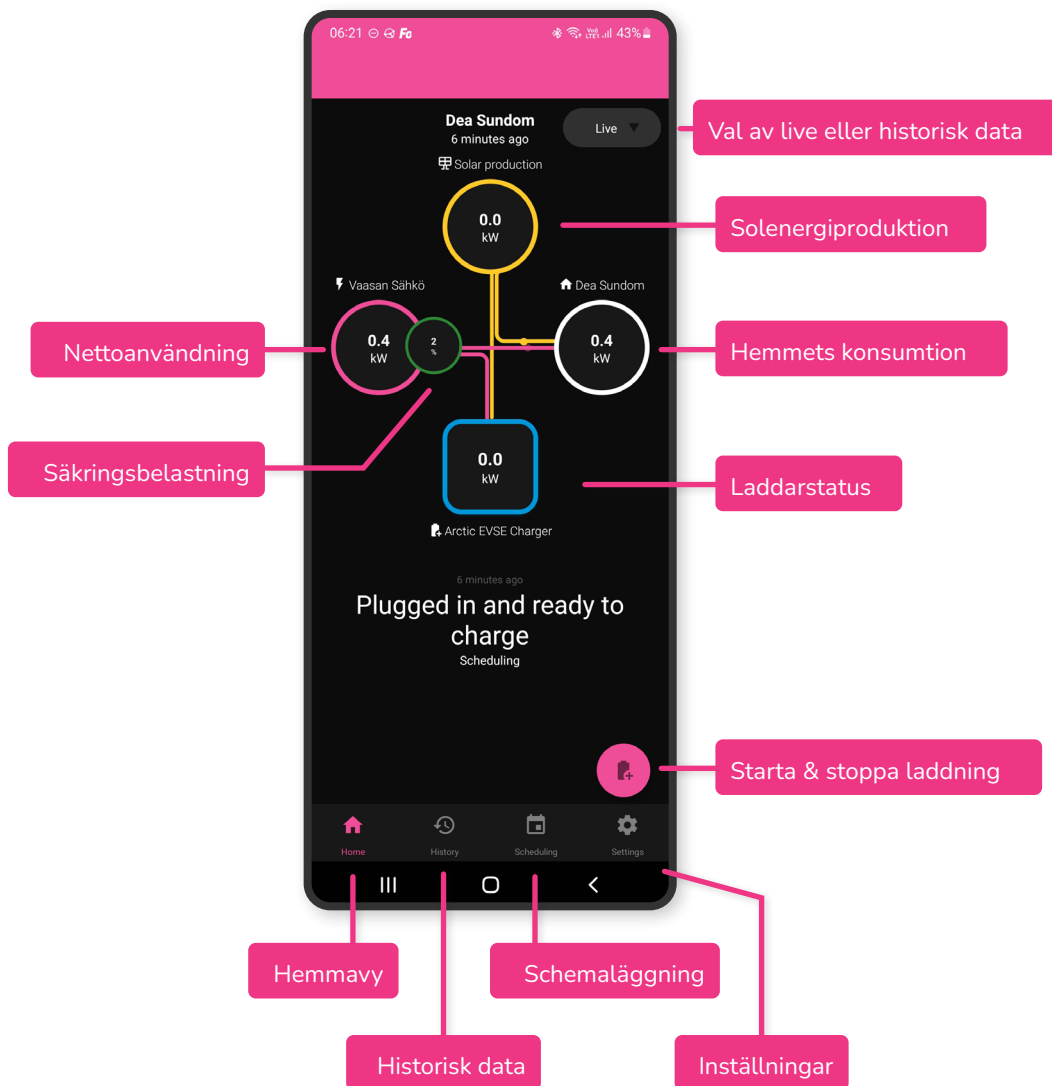 06:21
Fa
Voo) LTE1 43%
Dea Sundom
6 minutes ago
Live
Val av live eller historisk data
Solar production
0.0
kW
Solenergiproduktion
Vaasan Sähkö
Dea Sundom
0.4
kW
2
%
0.4
kW
Nettoanvändning
Hemmets konsumtion
Säkringsbelastning
0.0
kW
Laddarstatus
Arctic EVSE Charger
6 minutes ago
Plugged in and ready to
charge
Scheduling
Starta & stoppa laddning
Home
History
Scheduling
Settings
Hemmavy
Schemaläggning
Historisk data
Inställningar